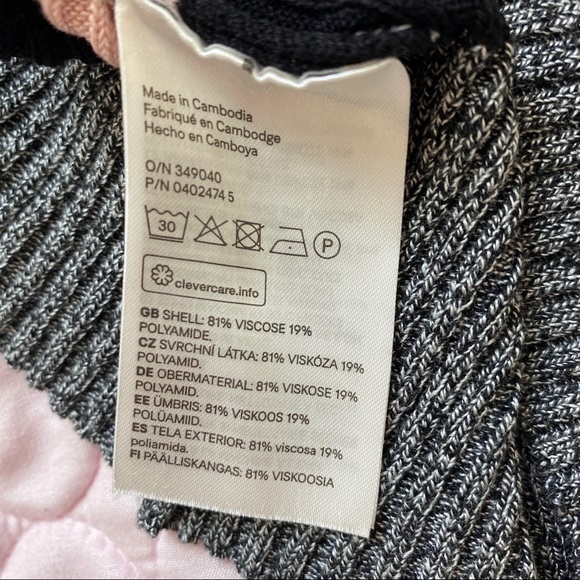 Made in Cambodia
Fabriqué en Cambodge
Hecho en Camboya
O/N 349040
P/N 0402474 5
30
P
clevercare.info
GB SHELL: 81% VISCOSE 19%
POLYAMIDE.
CZ SVRCHNÍ LÁTKA: 81% VISKÓZA 19%
POLYAMID.
DE OBERMATERIAL: 81% VISKOSE 19%
POLYAMID.
EE ÜMBRIS: 81% VISKOOS 19%
POLÜAMIID.
ES TELA EXTERIOR: 81% viscosa 19%
poliamida.
FI PÄÄLLISKANGAS: 81% VISKOOSIA